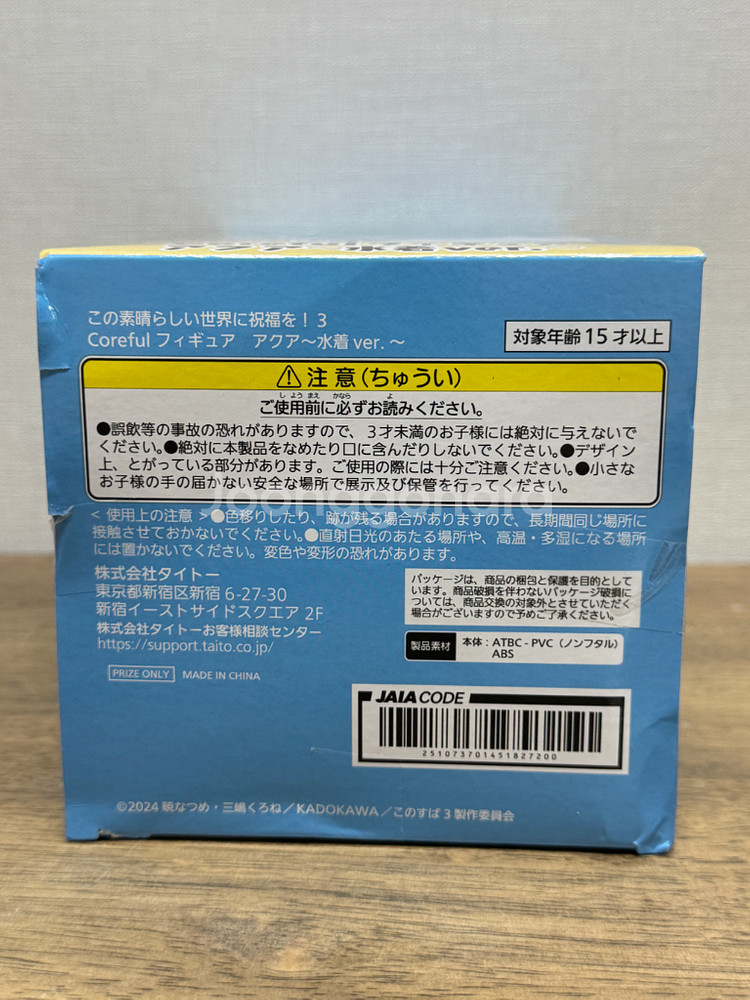 この素晴らしい世界に祝福を！3
Coreful フィギュア　アクア～水着 ver.～
対象年齢 15 才以上
⚠注意(ちゅうい)
しようまえ かなら よ
ご使用前に必ずお読みください。
●誤飲等の事故の恐れがありますので、３才未満のお子様には絶対に与えないで
ください。●絶対に本製品をなめたり口に含んだりしないでください。●デザイン
上、とがっている部分があります。ご使用の際には十分ご注意ください。●小さな
お子様の手の届かない安全な場所で展示及び保管を行ってください。
Joonggonara
＜使用上の注意＞●色移りしたり、跡が残る場合がありますので、長期間同じ場所に
接触させておかないでください。●直射日光のあたる場所や、高温・多湿になる場所
には置かないでください。変色や変形の恐れがあります。
株式会社タイトー
東京都新宿区新宿 6-27-30
新宿イーストサイドスクエア 2F
株式会社タイトーお客様相談センター
https://support.taito.co.jp/
PRIZE ONLY MADE IN CHINA
パッケージは、商品の梱包と保護を目的として
います。商品破損を伴わないパッケージ破損に
ついては、商品交換の対象外とさせていただく
場合がございますので予めご了承ください。
製品素材 本体：ATBC-PVC（ノンフタル）
ABS
JAIA CODE
2510737014518 27200
©2024 暁なつめ・三嶋くろね／KADOKAWA／このすば３製作委員会